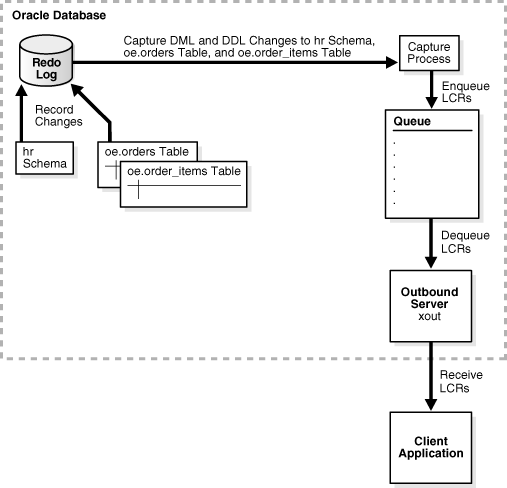 Oracle Database
Capture DML and DDL Changes to hr Schema,
oe.orders Table, and oe.order_items Table
Redo
Log
Capture
Process
Record
Changes
Enqueue
LCRs
hr
Schema
oe.orders Table
oe.order_items Table
Queue
.
.
.
.
.
.
Dequeue
LCRs
Outbound
Server
xout
Receive
LCRs
Client
Application